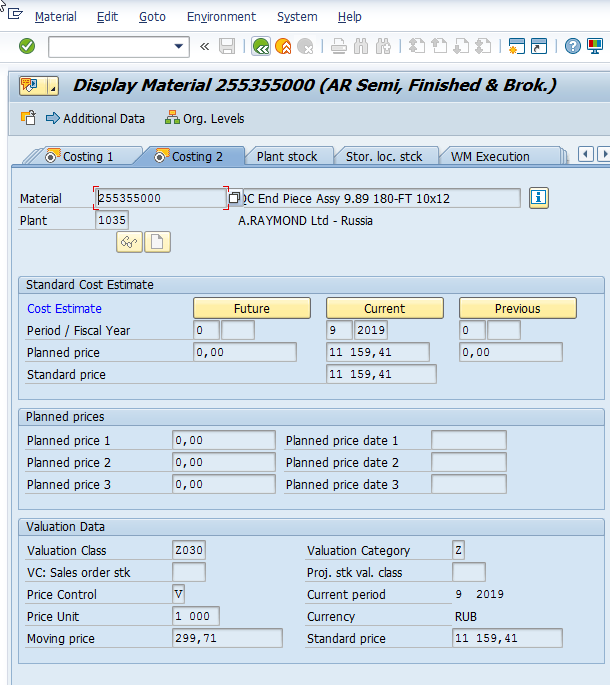 Material Edit Goto Environment System Help
Display Material 255355000 (AR Semi, Finished & Brok.)
Additional Data Org. Levels
Costing 1 Costing 2 Plant stock Stor. loc. stck WM Execution
Material 255355000 QC End Piece Assy 9.89 180-FT 10x12
Plant 1035 A.RAYMOND Ltd - Russia
Standard Cost Estimate
Cost Estimate Future Current Previous
Period / Fiscal Year 0 9 2019 0
Planned price 0,00 11 159,41 0,00
Standard price 11 159,41
Planned prices
Planned price 1 0,00 Planned price date 1
Planned price 2 0,00 Planned price date 2
Planned price 3 0,00 Planned price date 3
Valuation Data
Valuation Class Z030 Valuation Category Z
VC: Sales order stk Proj. stk val. class
Price Control V Current period 9 2019
Price Unit 1 000 Currency RUB
Moving price 299,71 Standard price 11 159,41